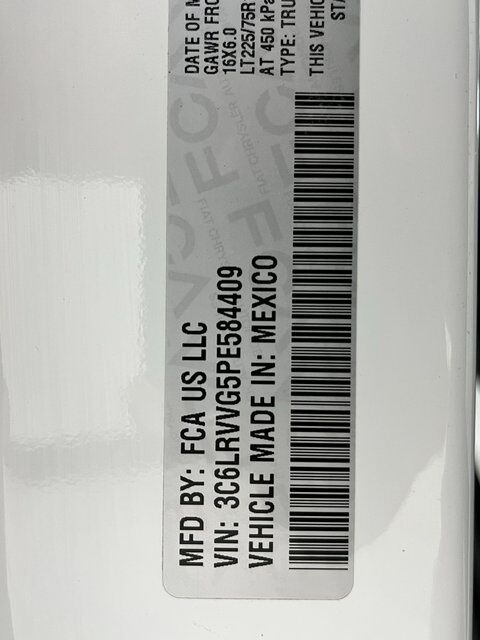 MFD BY: FCA US LLC
VIN: 3C6LRVVG5PE584409
VEHICLE MADE IN: MEXICO
DATE OF M
GAWR FRO
16X6.0
LT225/75R
AT 450 kPa
TYPE: TRU
THIS VEHIC
STA